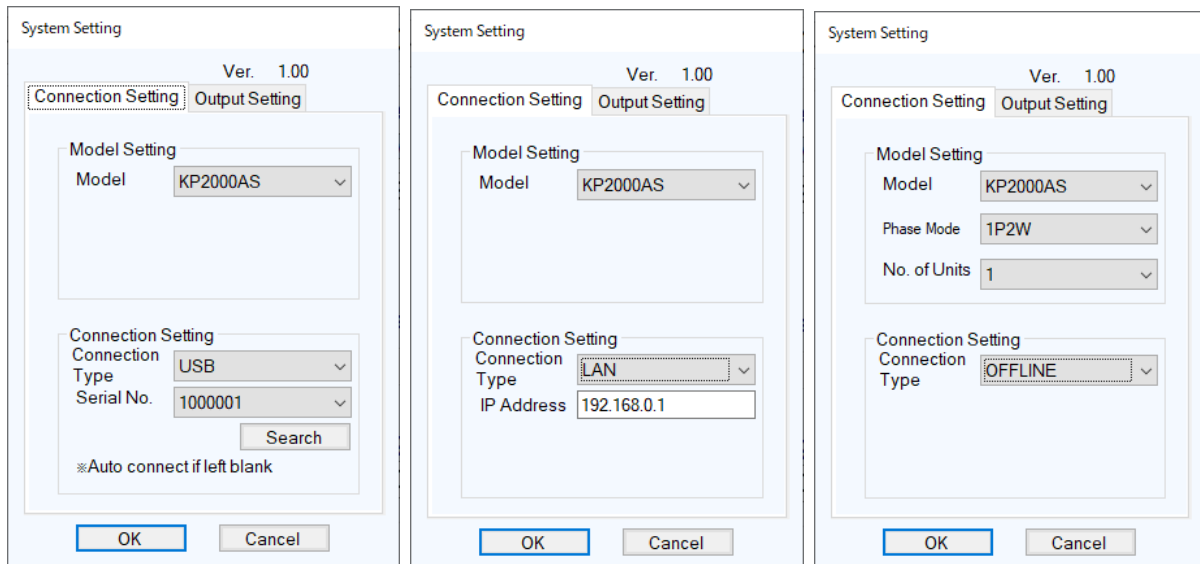 System Setting
Ver. 1.00
Connection Setting Output Setting
Model Setting
Model KP2000AS
Connection Setting
Connection Type USB
Serial No. 1000001
Search
※Auto connect if left blank
OK Cancel
System Setting
Ver. 1.00
Connection Setting Output Setting
Model Setting
Model KP2000AS
Connection Setting
Connection Type LAN
IP Address 192.168.0.1
OK Cancel
System Setting
Ver. 1.00
Connection Setting Output Setting
Model Setting
Model KP2000AS
Phase Mode 1P2W
No. of Units 1
Connection Setting
Connection Type OFFLINE
OK Cancel